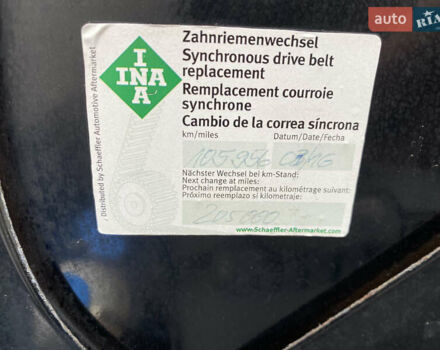 auto RIA
INA
INA
Zahnriemenwechsel
Synchronous drive belt
replacement
Remplacement courroie
synchrone
Cambio de la correa síncrona
km/miles Datum/Date/Fecha
105956
Nächster Wechsel bei km-Stand:
Next change at miles:
Prochain remplacement au kilométrage suivant:
Próximo reemplazo si kilometraje:
www.Schaeffler-Aftermarket.com
Distributed by Schaeffler Automotive Aftermarket